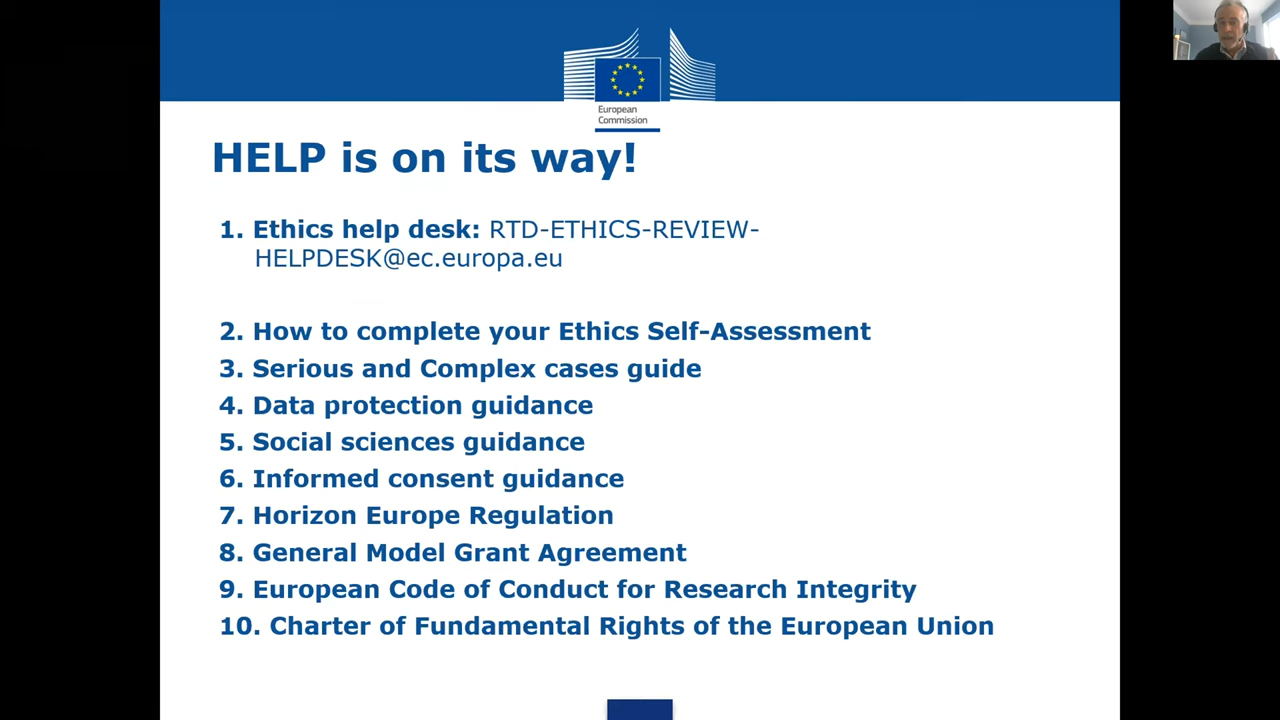 European
Commission
HELP is on its way!
1. Ethics help desk: RTD-ETHICS-REVIEW-
HELPDESK@ec.europa.eu
2. How to complete your Ethics Self-Assessment
3. Serious and Complex cases guide
4. Data protection guidance
5. Social sciences guidance
6. Informed consent guidance
7. Horizon Europe Regulation
8. General Model Grant Agreement
9. European Code of Conduct for Research Integrity
10. Charter of Fundamental Rights of the European Union